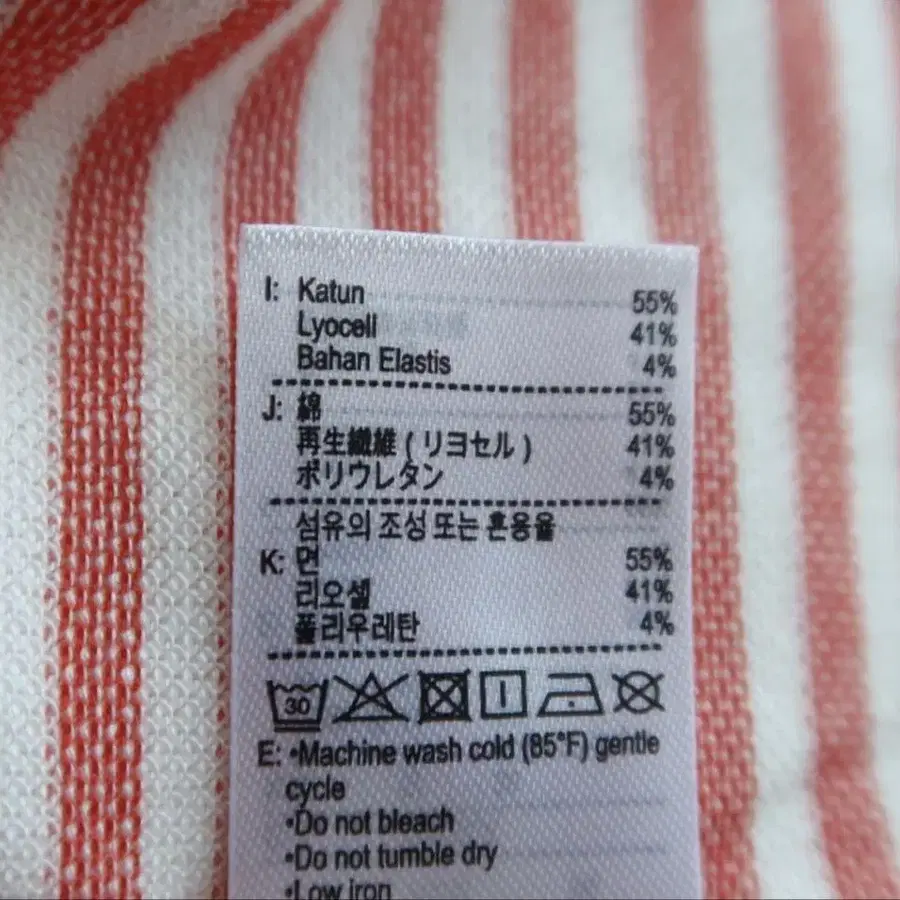 I: Katun 55%
Lyocell 41%
Bahan Elastis 4%
J: 綿 55%
再生繊維 ( リヨセル ) 41%
ポリウレタン 4%
섬유의 조성 또는 혼용율
K: 면 55%
리오셀 41%
폴리우레탄 4%
30
E: •Machine wash cold (85°F) gentle
cycle
•Do not bleach
•Do not tumble dry
•Low iron